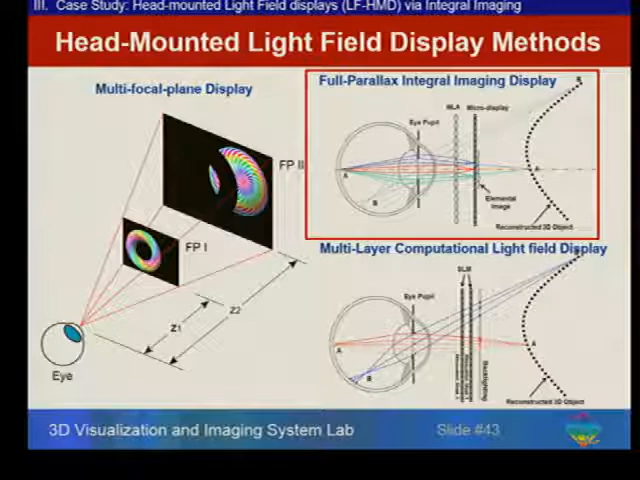 III. Case Study: Head-mounted Light Field displays (LF-HMD) via Integral Imaging
Head-Mounted Light Field Display Methods
Multi-focal-plane Display
FP II
FP I
Z1
Z2
Eye
Full-Parallax Integral Imaging Display
MLA
Micro-display
Eye Pupil
A
B
A
B
Elemental
Image
Reconstructed 3D Object
Multi-Layer Computational Light field Display
SLM
Eye Pupil
A
B
A
Backlighting
Reconstructed 3D Object
3D Visualization and Imaging System Lab
Slide #43